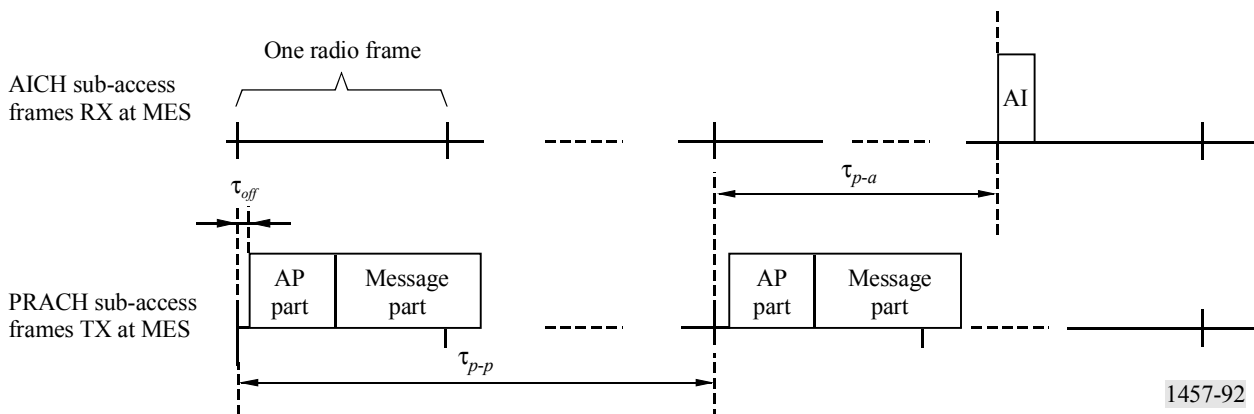 One radio frame
AICH sub-access
frames RX at MES
AI
τp-a
τoff
AP
part
Message
part
AP
part
Message
part
PRACH sub-access
frames TX at MES
τp-p
1457-92